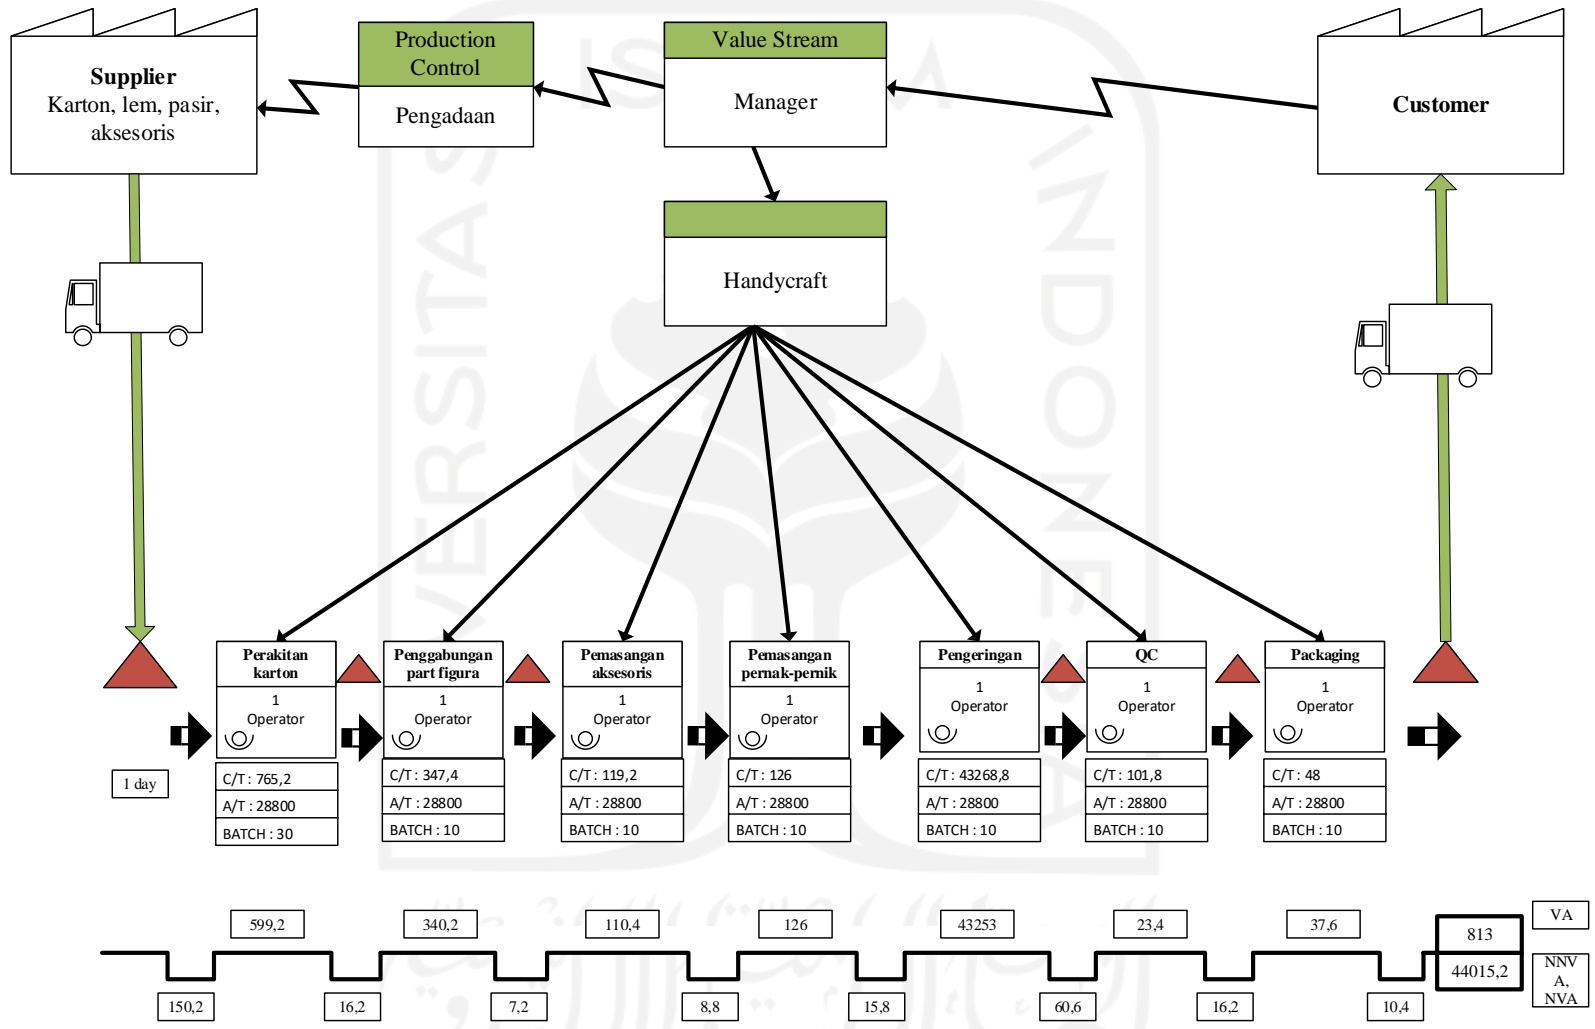 Supplier
Karton, lem, pasir,
aksesoris
Production
Control
Pengadaan
Value Stream
Manager
Customer
Handycraft
Perakitan
karton
1
Operator
C/T : 765,2
A/T : 28800
BATCH : 30
Penggabungan
part figura
1
Operator
C/T : 347,4
A/T : 28800
BATCH : 10
Pemasangan
aksesoris
1
Operator
C/T : 119,2
A/T : 28800
BATCH : 10
Pemasangan
pernak-pernik
1
Operator
C/T : 126
A/T : 28800
BATCH : 10
Pengeringan
1
Operator
C/T : 43268,8
A/T : 28800
BATCH : 10
QC
1
Operator
C/T : 101,8
A/T : 28800
BATCH : 10
Packaging
1
Operator
C/T : 48
A/T : 28800
BATCH : 10
1 day
599,2
340,2
110,4
126
43253
23,4
37,6
813
VA
150,2
16,2
7,2
8,8
15,8
60,6
16,2
10,4
44015,2
NNV
A,
NVA